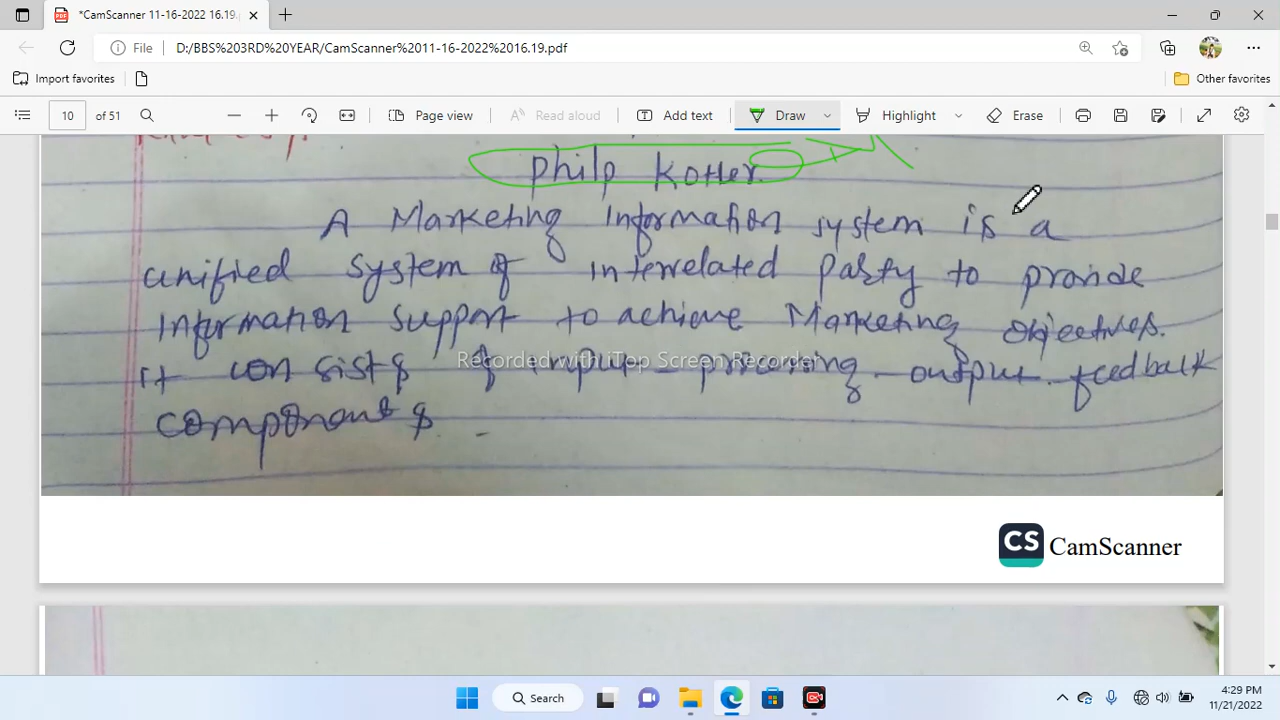 *CamScanner 11-16-2022 16.19.
File D:/BBS%203RD%20YEAR/CamScanner%2011-16-2022%2016.19.pdf
Import favorites
Other favorites
10 of 51
Page view
Read aloud
Add text
Draw
Highlight
Erase
Philp Kotler.
A Marketing Information system is a
unified system of interrelated party to provide
Information support to achieve Marketing objectives.
Recorded with iTop Screen Recorder
It consists of input - processing - output - feedback
components -
CS CamScanner
Search
4:29 PM
11/21/2022